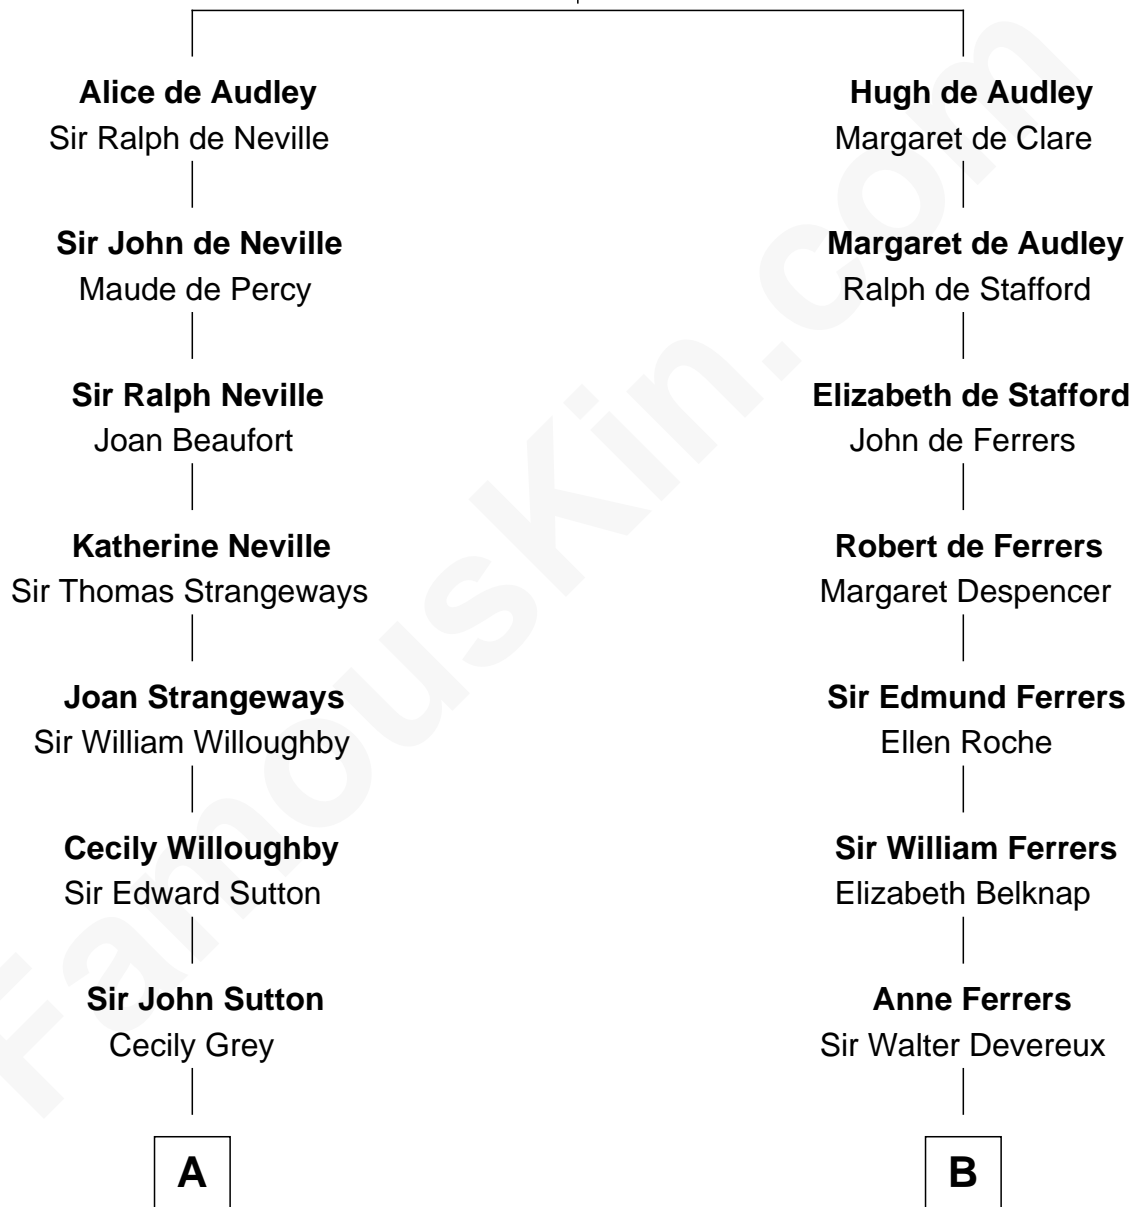 Alice de Audley
Sir Ralph de Neville
Sir John de Neville
Maude de Percy
Sir Ralph Neville
Joan Beaufort
Katherine Neville
Sir Thomas Strangeways
Joan Strangeways
Sir William Willoughby
Cecily Willoughby
Sir Edward Sutton
Sir John Sutton
Cecily Grey
A
Hugh de Audley
Margaret de Clare
Margaret de Audley
Ralph de Stafford
Elizabeth de Stafford
John de Ferrers
Robert de Ferrers
Margaret Despencer
Sir Edmund Ferrers
Ellen Roche
Sir William Ferrers
Elizabeth Belknap
Anne Ferrers
Sir Walter Devereux
B
FamousKin.com